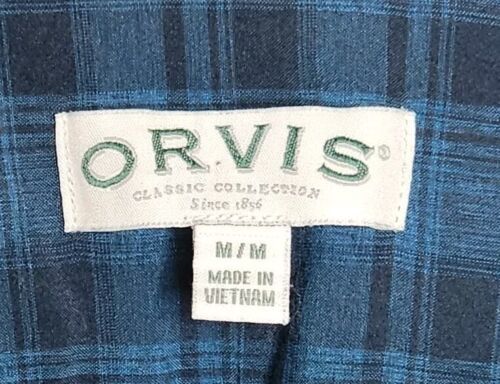 ORVIS®
CLASSIC COLLECTION
Since 1856
M/M
MADE IN
VIETNAM